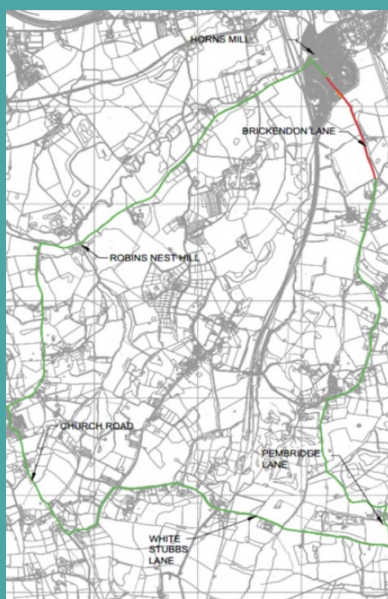 HORNS MILL
BRICKENDON LANE
ROBINS NEST HILL
CHURCH ROAD
PEMBRIDGE
LANE
WHITE
STUBBS
LANE